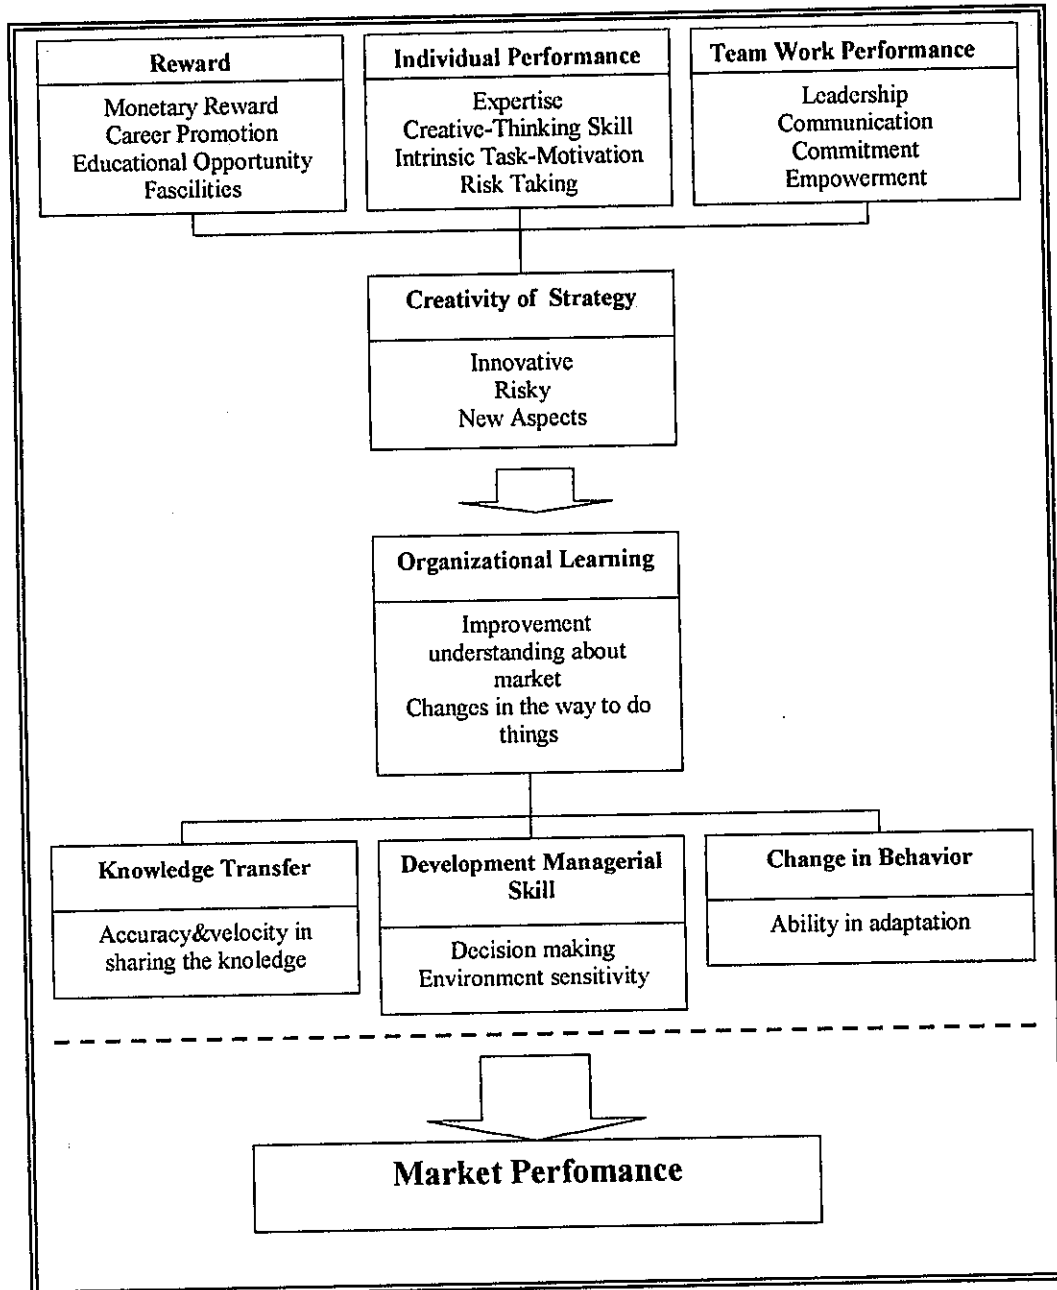 Reward
Monetary Reward
Career Promotion
Educational Opportunity
Fascilities
Individual Performance
Expertise
Creative-Thinking Skill
Intrinsic Task-Motivation
Risk Taking
Team Work Performance
Leadership
Communication
Commitment
Empowerment
Creativity of Strategy
Innovative
Risky
New Aspects
Organizational Learning
Improvement
understanding about
market
Changes in the way to do
things
Knowledge Transfer
Accuracy&velocity in
sharing the knoledge
Development Managerial
Skill
Decision making
Environment sensitivity
Change in Behavior
Ability in adaptation
Market Perfomance